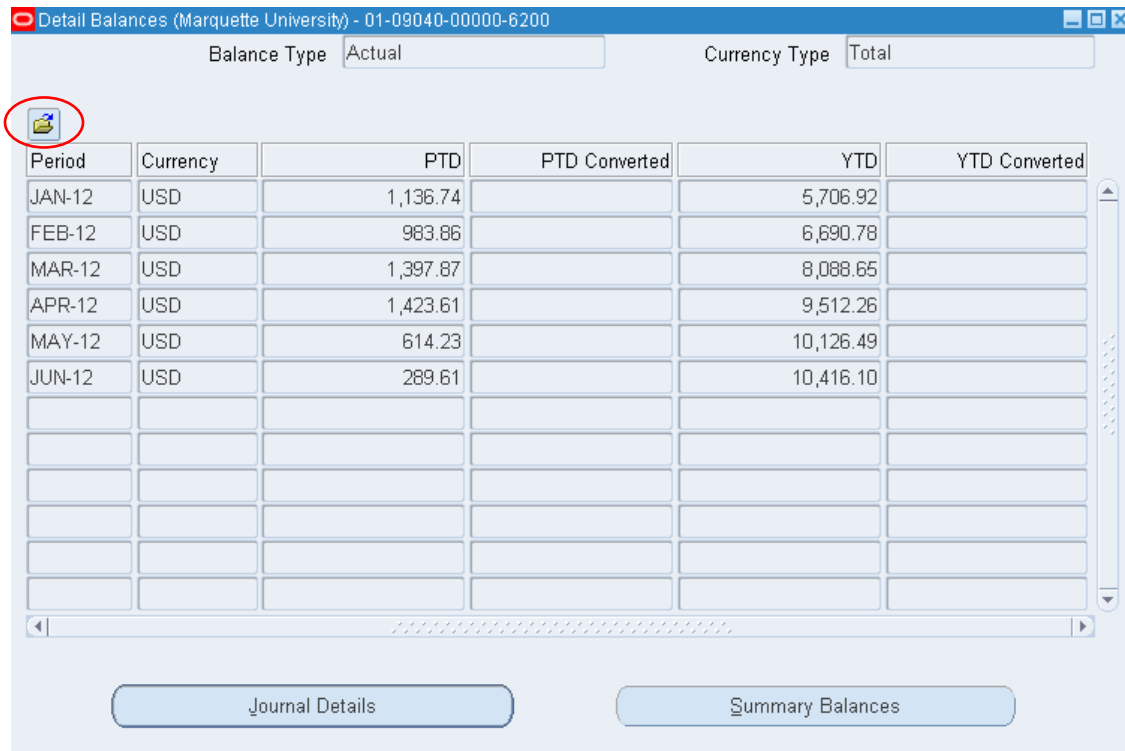 Detail Balances (Marquette University) - 01-09040-00000-6200
Balance Type Actual Currency Type Total
Period Currency PTD PTD Converted YTD YTD Converted
JAN-12 USD 1,136.74 5,706.92
FEB-12 USD 983.86 6,690.78
MAR-12 USD 1,397.87 8,088.65
APR-12 USD 1,423.61 9,512.26
MAY-12 USD 614.23 10,126.49
JUN-12 USD 289.61 10,416.10
Journal Details Summary Balances